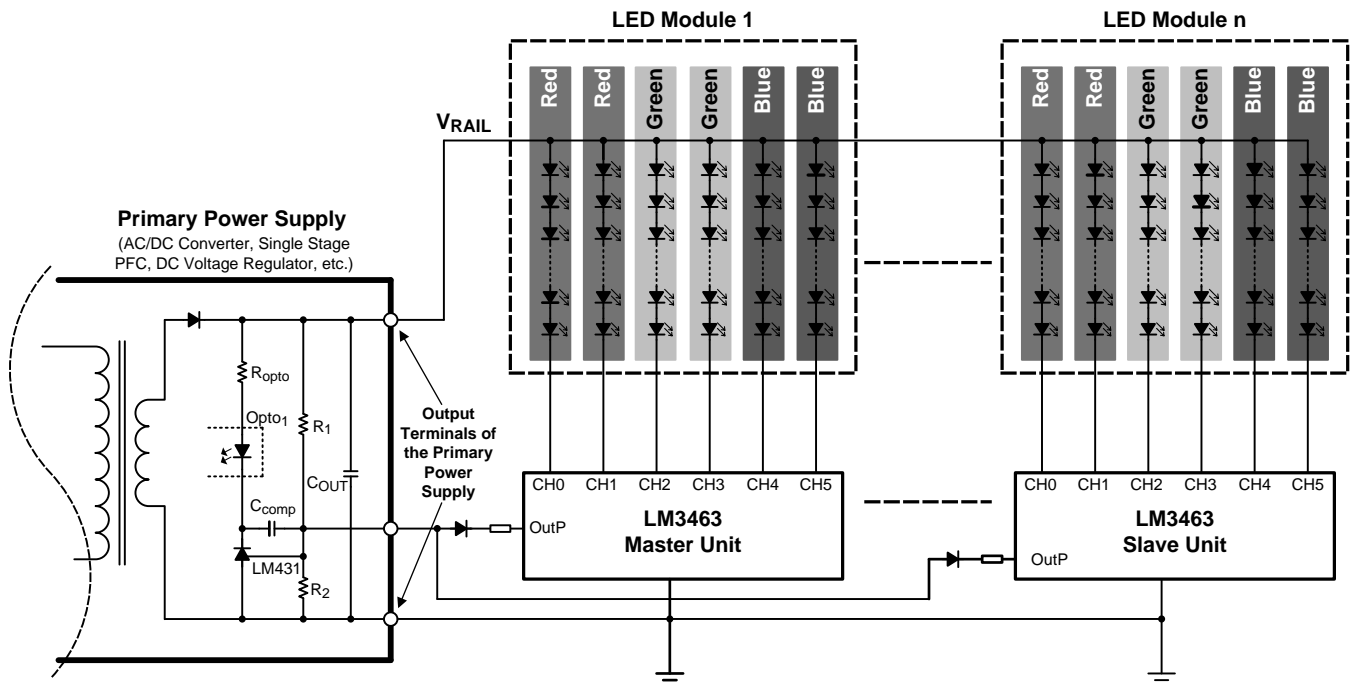 LED Module 1
LED Module n
Red
Red
Green
Green
Blue
Blue
Red
Red
Green
Green
Blue
Blue
VRAIL
Primary Power Supply
(AC/DC Converter, Single Stage
PFC, DC Voltage Regulator, etc.)
Ropto
Opto1
R1
Output
Terminals of
the Primary
Power
Supply
COUT
Ccomp
LM431
R2
CH0 CH1 CH2 CH3 CH4 CH5
OutP
LM3463
Master Unit
CH0 CH1 CH2 CH3 CH4 CH5
LM3463
Slave Unit
OutP